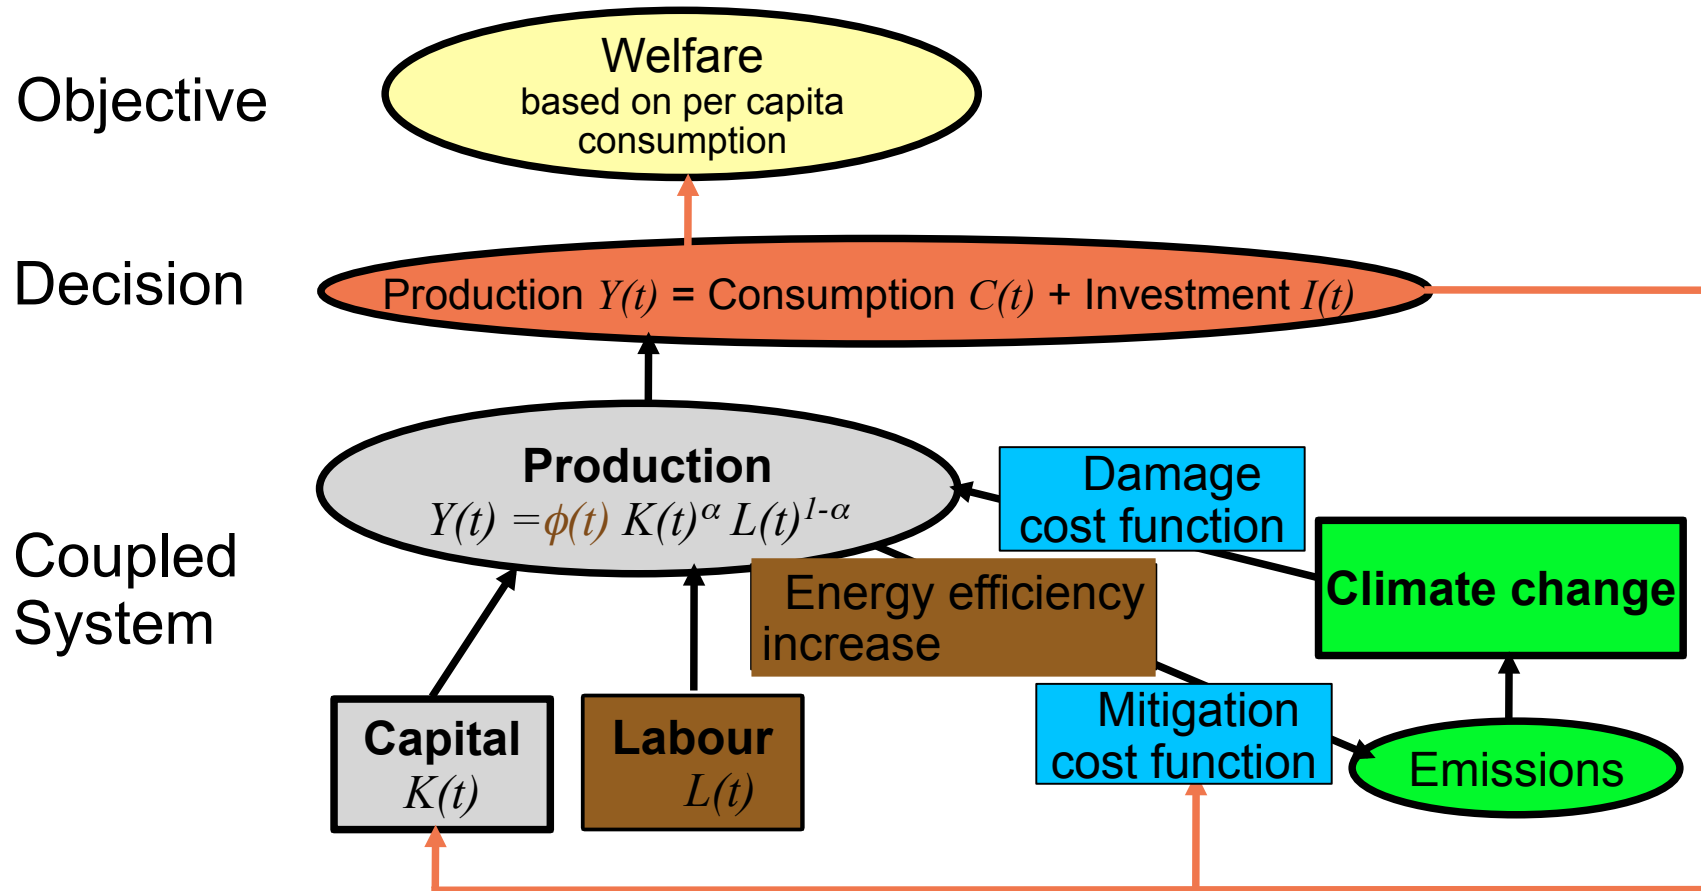 Objective
Welfare
based on per capita
consumption
Decision
Production Y(t) = Consumption C(t) + Investment I(t)
Coupled
System
Production
Y(t) =ϕ(t) K(t)^α L(t)^1-α
Damage
cost function
Climate change
Energy efficiency
increase
Capital
K(t)
Labour
L(t)
Mitigation
cost function
Emissions